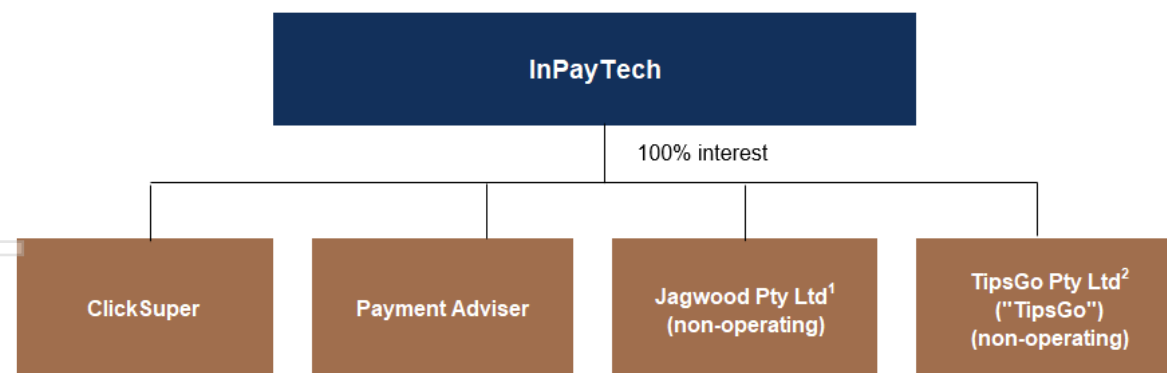 InPayTech
100% interest
ClickSuper
Payment Adviser
Jagwood Pty Ltd¹
(non-operating)
TipsGo Pty Ltd²
("TipsGo")
(non-operating)